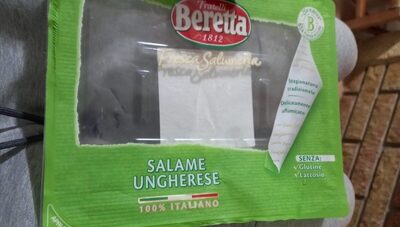 Fratelli
Beretta
1812
Fresca Salumeria
Stagionatura
tradizionale
Delicatamente
affumicato
SALAME
UNGHERESE
100% ITALIANO
SENZA:
Glutine
Lattosio